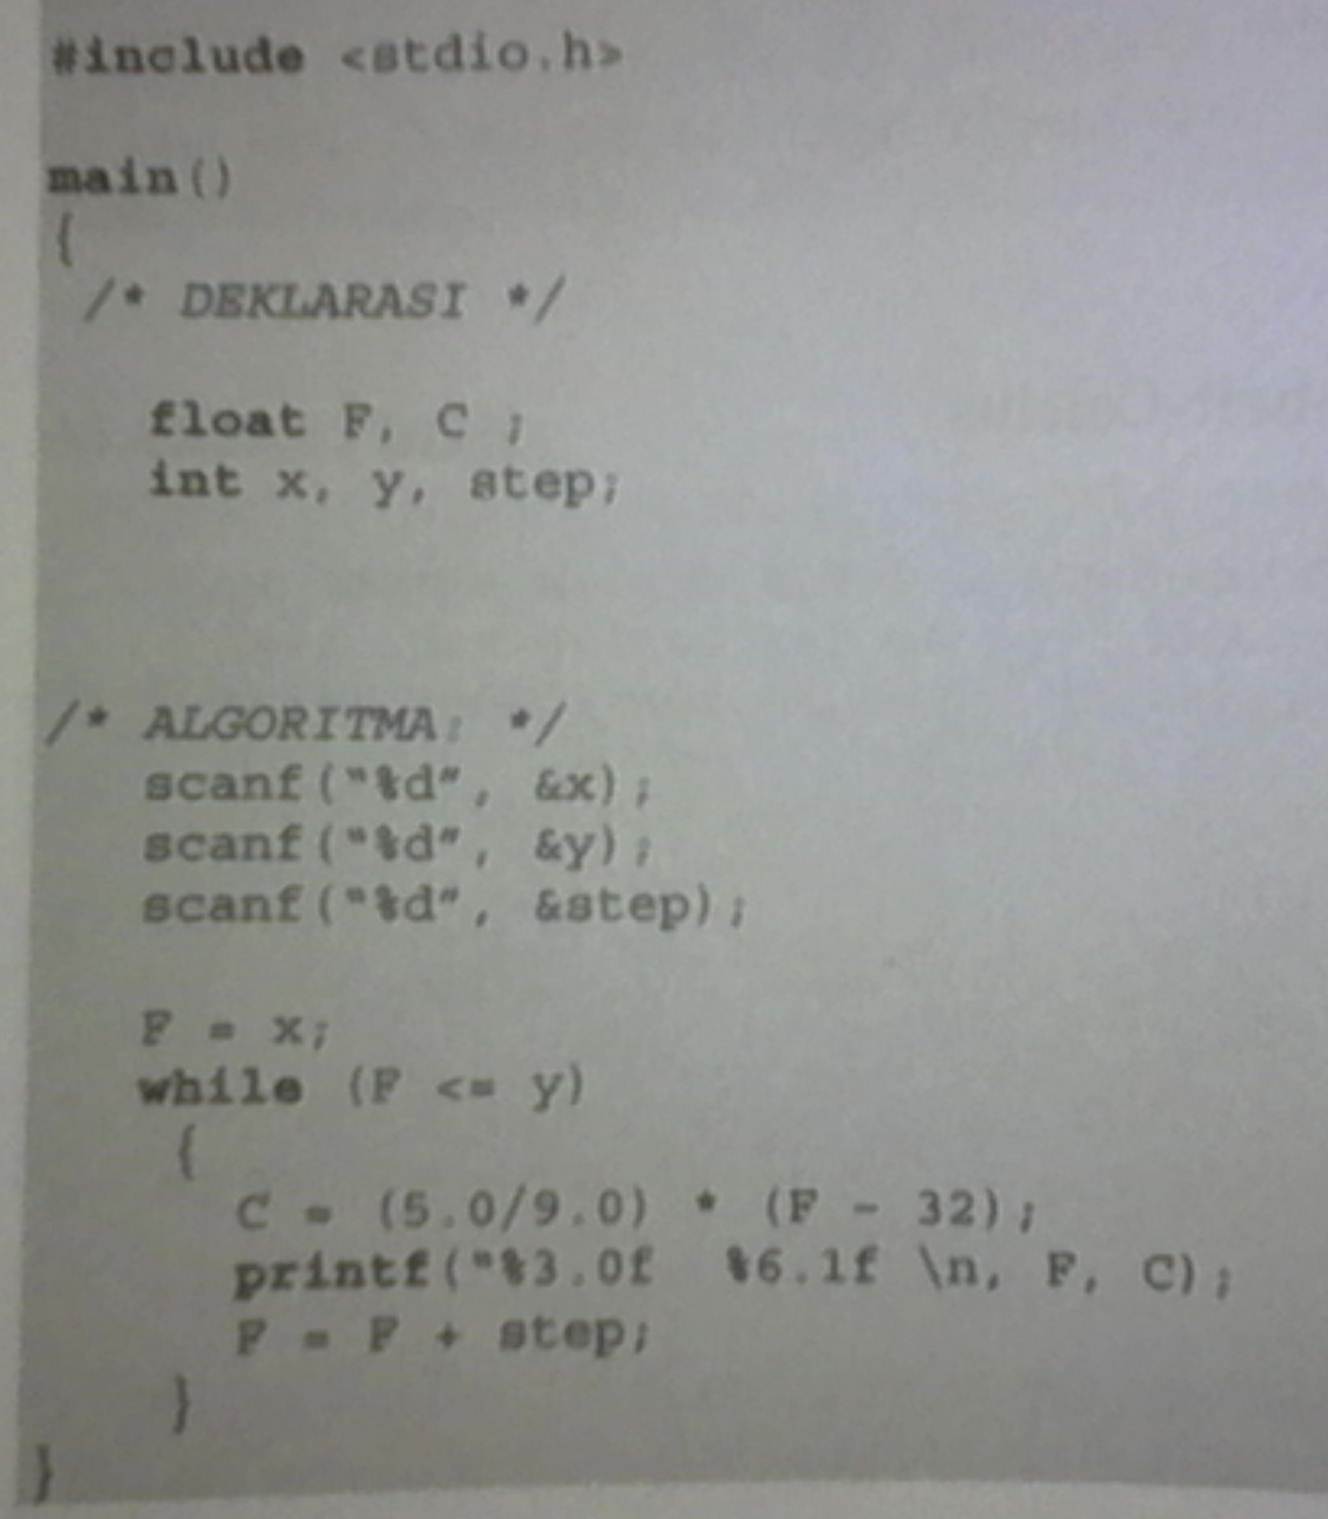 #include <stdio.h>
main()
{
/* DEKLARASI */
float F, C ;
int x, y, step;
/* ALGORITMA: */
scanf("%d", &x);
scanf("%d", &y);
scanf("%d", &step);
F = x;
while (F <= y)
{
C = (5.0/9.0) * (F - 32);
printf("%3.0f %6.1f \n, F, C);
F = F + step;
}
}